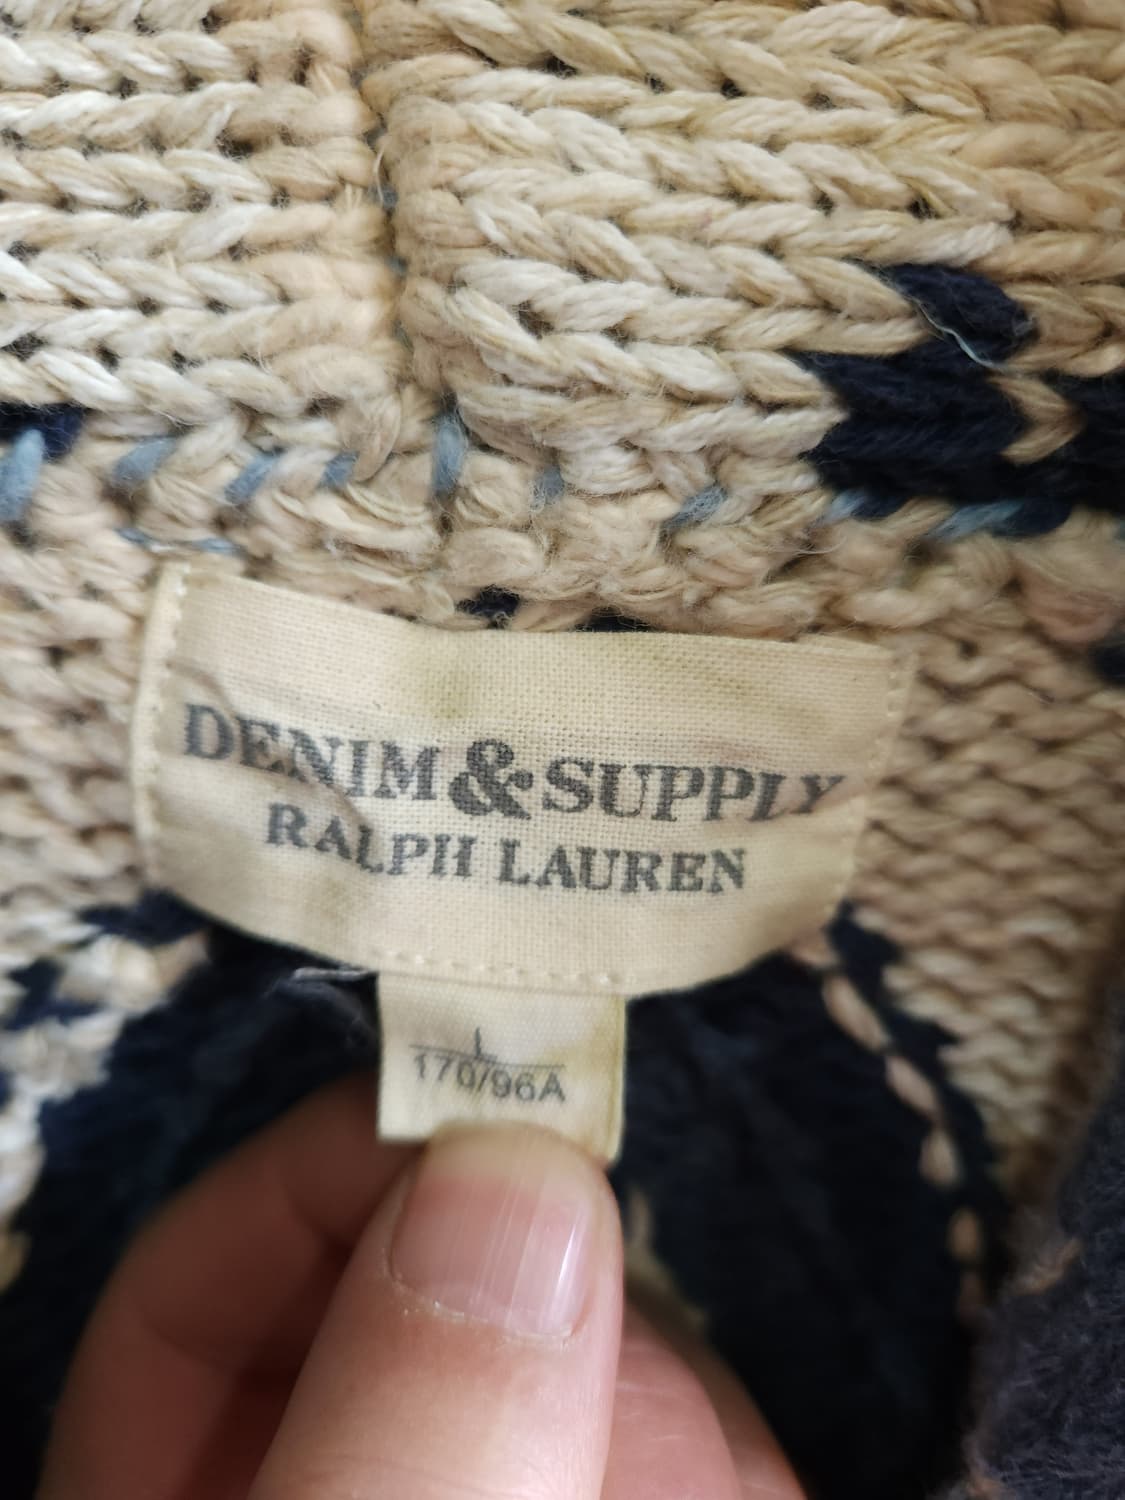 DENIM & SUPPLY
RALPH LAUREN
L
170/96A